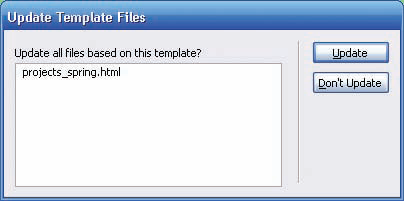 Update Template Files
Update all files based on this template?
projects_spring.html
Update
Don't Update